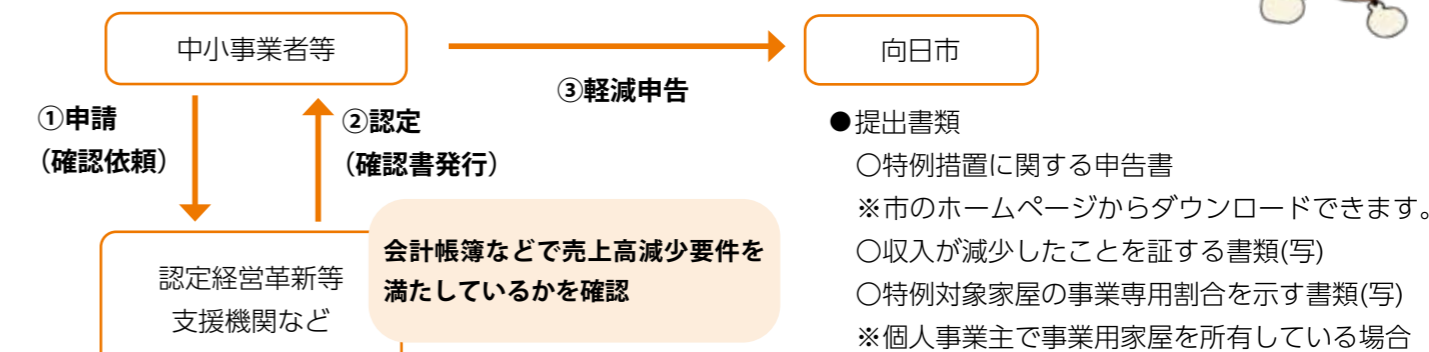 中小事業者等
向日市
③軽減申告
①申請
（確認依頼）
②認定
（確認書発行）
会計帳簿などで売上高減少要件を
満たしているかを確認
認定経営革新等
支援機関など
●提出書類
〇特例措置に関する申告書
※市のホームページからダウンロードできます。
〇収入が減少したことを証する書類(写)
〇特例対象家屋の事業専用割合を示す書類(写)
※個人事業主で事業用家屋を所有している場合